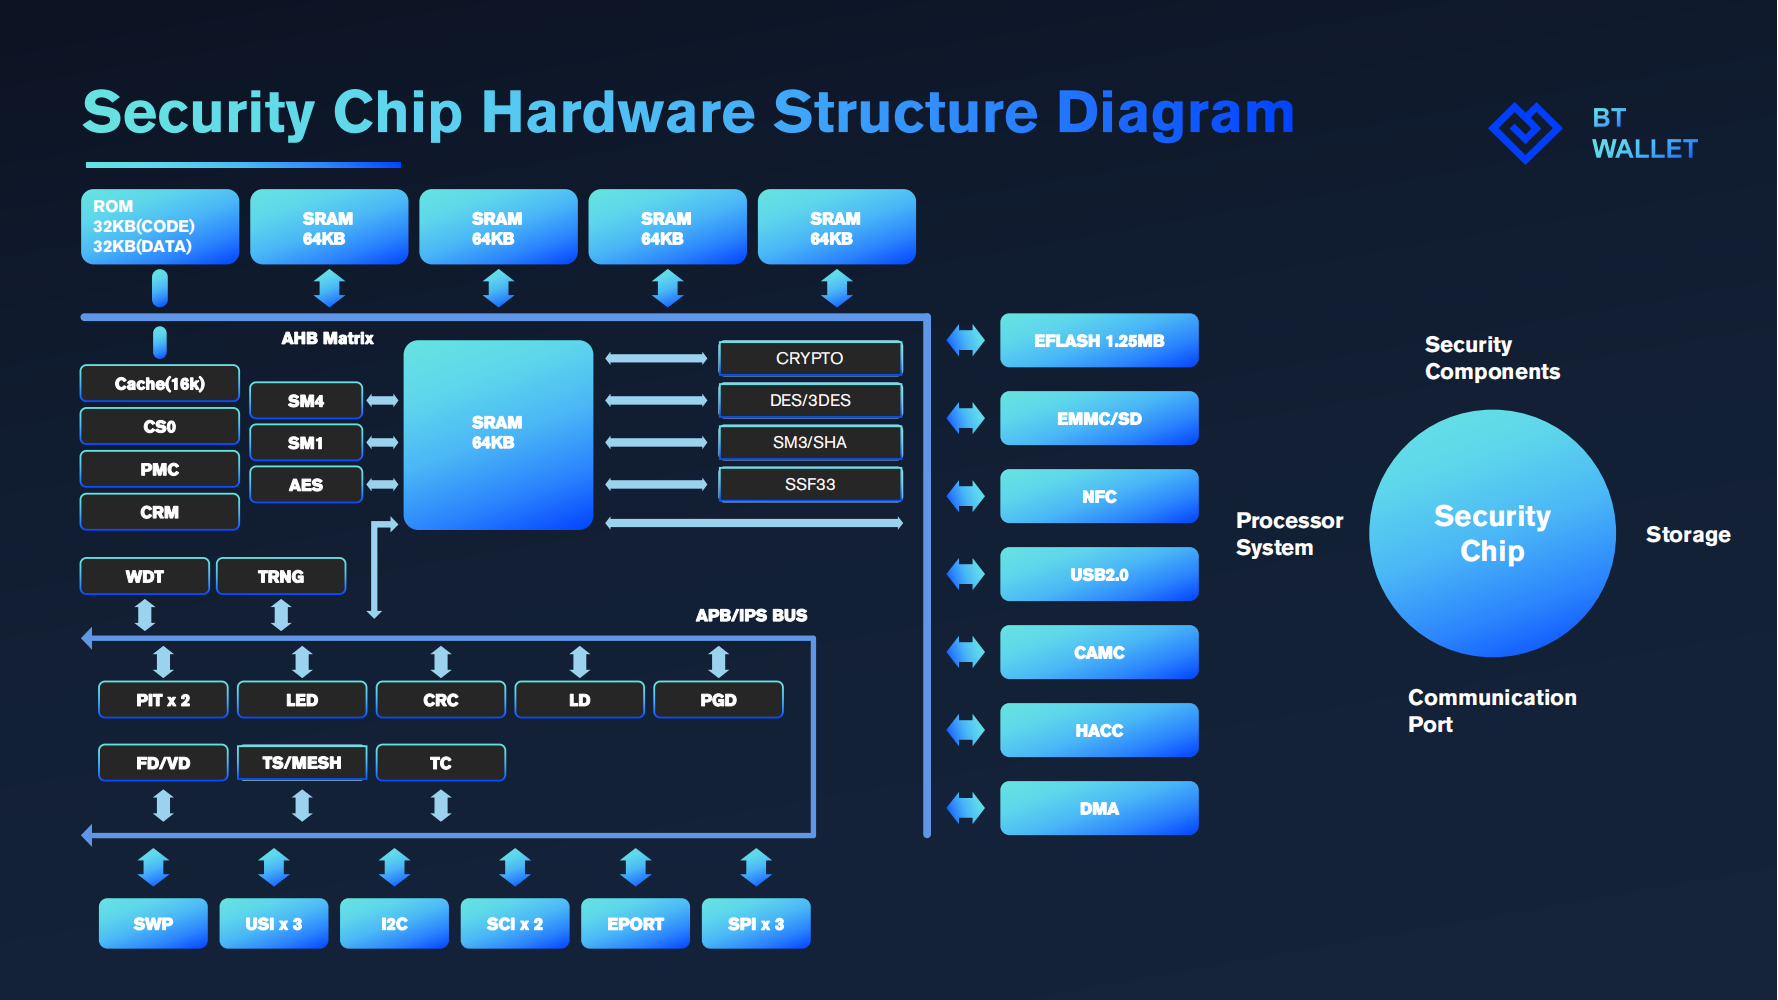 Security Chip Hardware Structure Diagram
BT
WALLET
ROM
32KB(CODE)
32KB(DATA)
SRAM
64KB
SRAM
64KB
SRAM
64KB
SRAM
64KB
AHB Matrix
Cache(16k)
CS0
PMC
CRM
SM4
SM1
AES
SRAM
64KB
CRYPTO
DES/3DES
SM3/SHA
SSF33
WDT
TRNG
APB/IPS BUS
PIT x 2
LED
CRC
LD
PGD
FD/VD
TS/MESH
TC
SWP
USI x 3
I2C
SCI x 2
EPORT
SPI x 3
EFLASH 1.25MB
EMMC/SD
NFC
USB2.0
CAMC
HACC
DMA
Security
Components
Processor
System
Security
Chip
Storage
Communication
Port